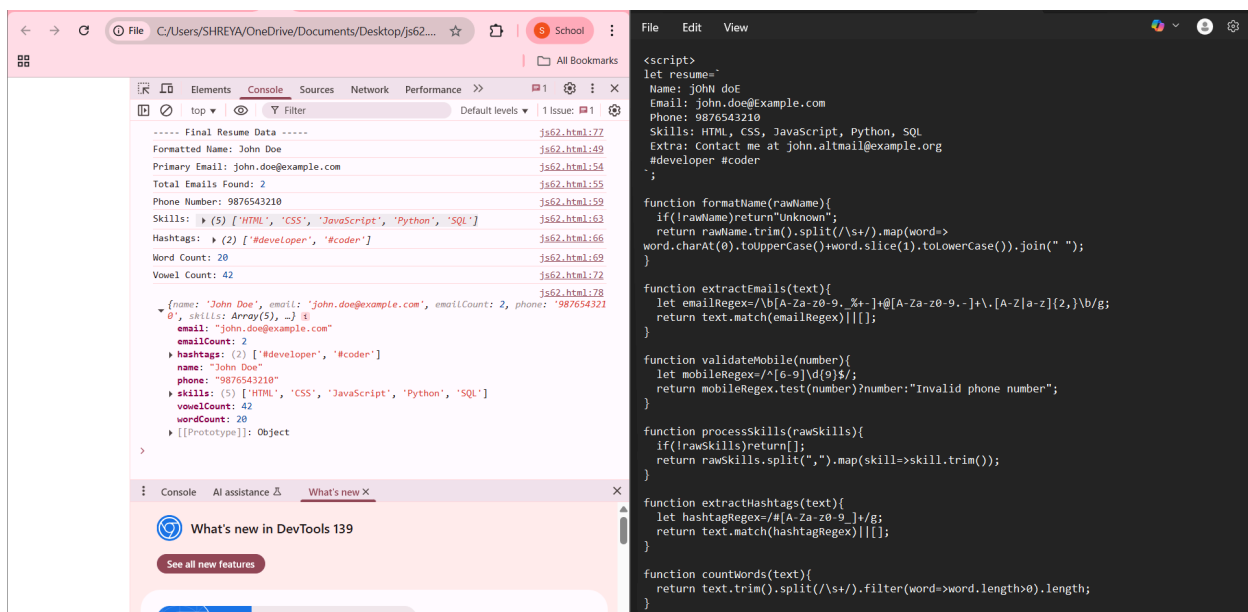 File C:/Users/SHREYA/OneDrive/Documents/Desktop/js62....
S School
All Bookmarks
Elements Console Sources Network Performance
1
top Filter Default levels 1 Issue: 1
----- Final Resume Data ----- js62.html:77
Formatted Name: John Doe js62.html:49
Primary Email: john.doe@example.com js62.html:54
Total Emails Found: 2 js62.html:55
Phone Number: 9876543210 js62.html:59
Skills: (5) ['HTML', 'CSS', 'JavaScript', 'Python', 'SQL'] js62.html:63
Hashtags: (2) ['#developer', '#coder'] js62.html:66
Word Count: 20 js62.html:69
Vowel Count: 42 js62.html:72
js62.html:78
{name: 'John Doe', email: 'john.doe@example.com', emailCount: 2, phone: '987654321
0', skills: Array(5), …} i
email: "john.doe@example.com"
emailCount: 2
hashtags: (2) ['#developer', '#coder']
name: "John Doe"
phone: "9876543210"
skills: (5) ['HTML', 'CSS', 'JavaScript', 'Python', 'SQL']
vowelCount: 42
wordCount: 20
[[Prototype]]: Object
Console AI assistance What's new
What's new in DevTools 139
See all new features
File Edit View
<script>
let resume=`
Name: jOhN doE
Email: john.doe@Example.com
Phone: 9876543210
Skills: HTML, CSS, JavaScript, Python, SQL
Extra: Contact me at john.altmail@example.org
#developer #coder
`;
function formatName(rawName){
if(!rawName)return"Unknown";
return rawName.trim().split(/\s+/).map(word=>
word.charAt(0).toUpperCase()+word.slice(1).toLowerCase()).join(" ");
}
function extractEmails(text){
let emailRegex=/\b[A-Za-z0-9._%+-]+@[A-Za-z0-9.-]+\.[A-Z|a-z]{2,}\b/g;
return text.match(emailRegex)||[];
}
function validateMobile(number){
let mobileRegex=/^[6-9]\d{9}$/;
return mobileRegex.test(number)?number:"Invalid phone number";
}
function processSkills(rawSkills){
if(!rawSkills)return[];
return rawSkills.split(",").map(skill=>skill.trim());
}
function extractHashtags(text){
let hashtagRegex=/#[A-Za-z0-9_]+/g;
return text.match(hashtagRegex)||[];
}
function countWords(text){
return text.trim().split(/\s+/).filter(word=>word.length>0).length;
}